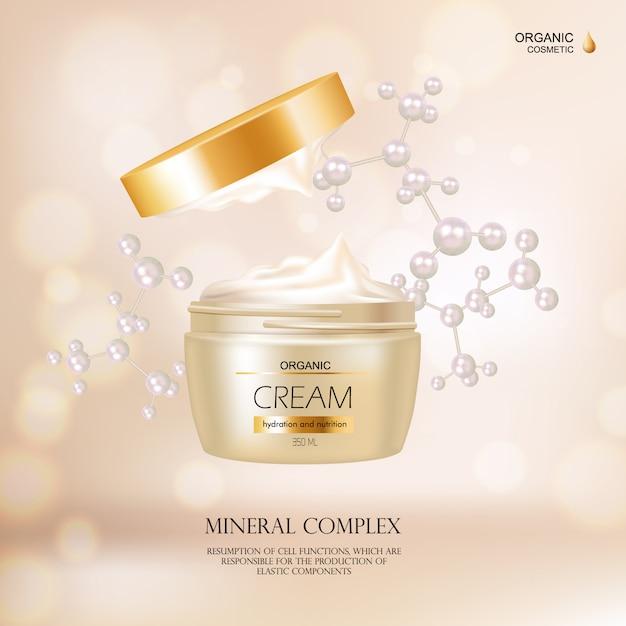 ORGANIC
COSMETIC
ORGANIC
CREAM
hydration and nutrition
350 ML
MINERAL COMPLEX
RESUMPTION OF CELL FUNCTIONS, WHICH ARE
RESPONSIBLE FOR THE PRODUCTION OF
ELASTIC COMPONENTS